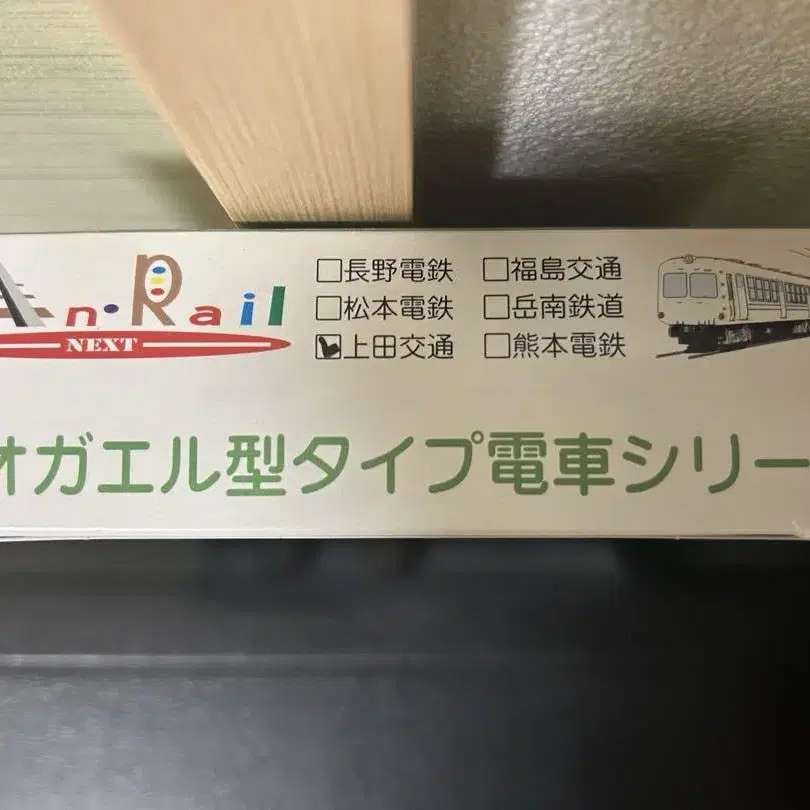 An・Rail
NEXT
□長野電鉄 □福島交通
□松本電鉄 □岳南鉄道
☑上田交通 □熊本電鉄
オガエル型タイプ電車シリー